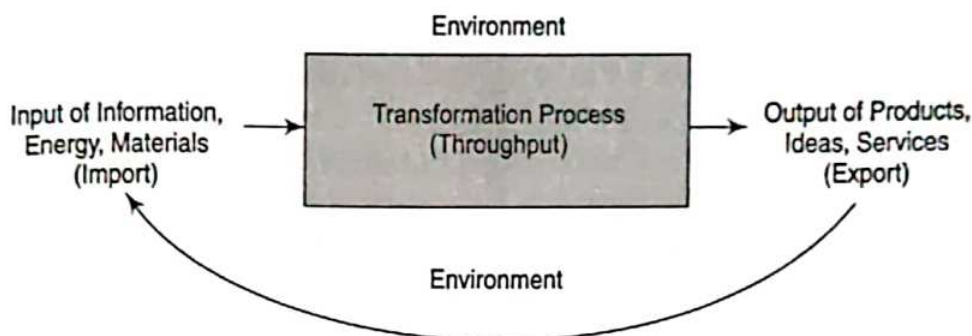 Environment
Input of Information,
Energy, Materials
(Import)
Transformation Process
(Throughput)
Output of Products,
Ideas, Services
(Export)
Environment